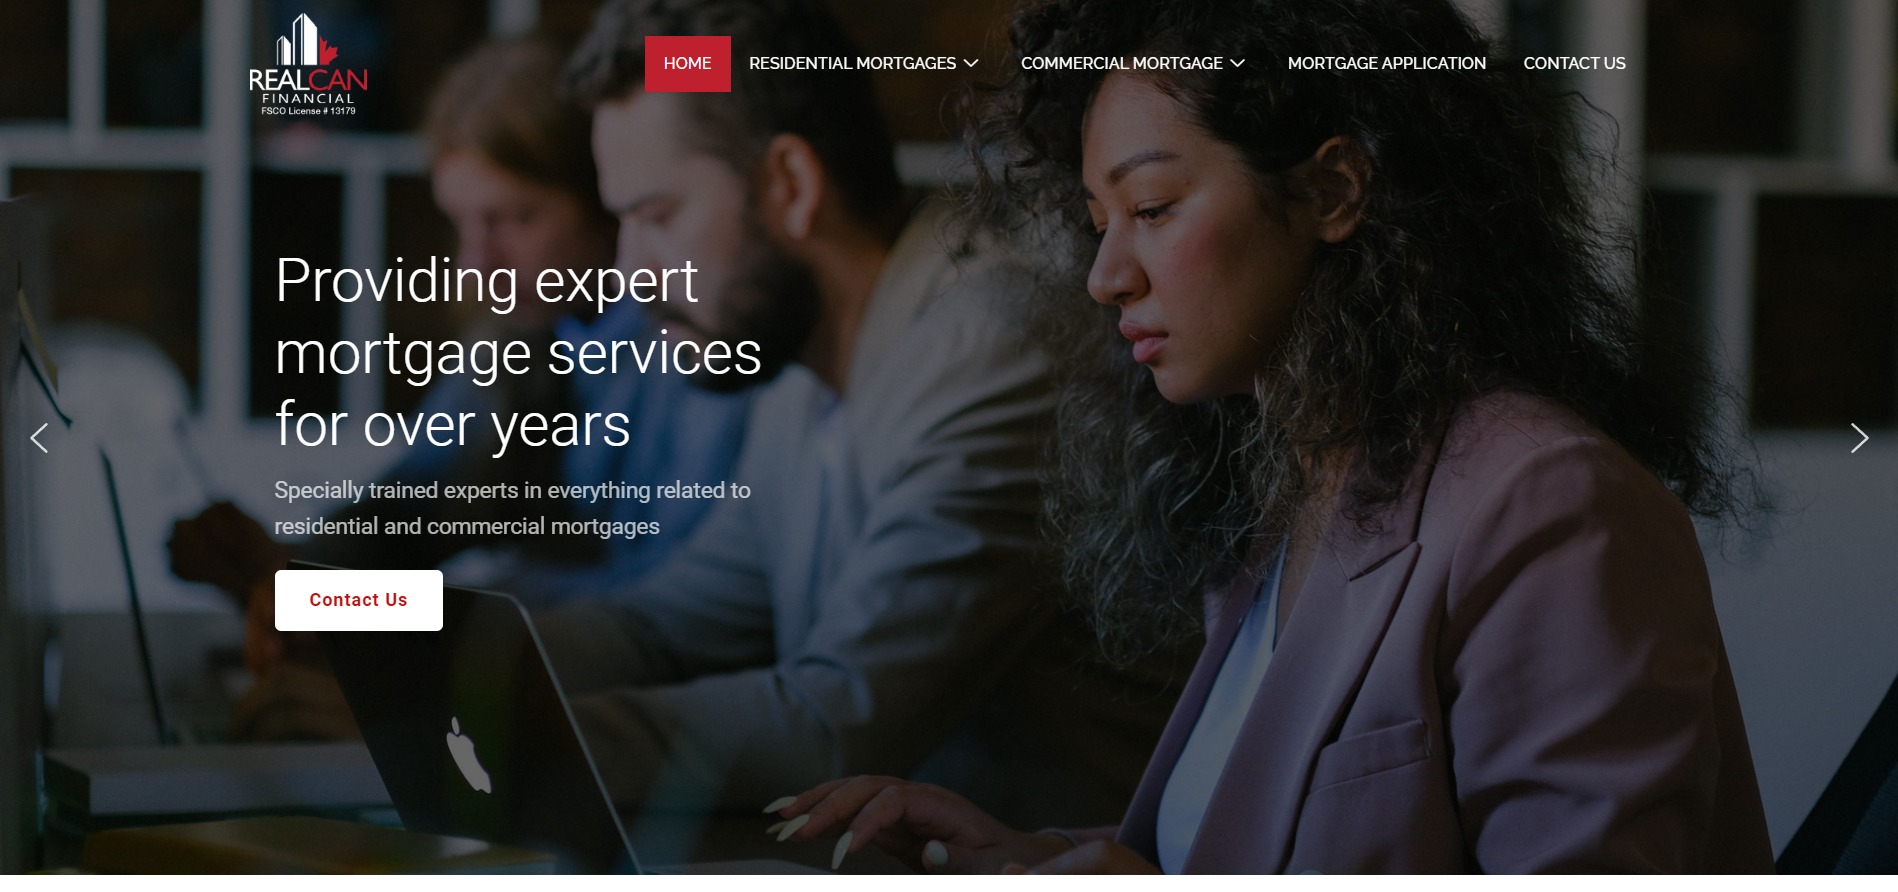 REALCAN
FINANCIAL
FSCO License # 13179
HOME
RESIDENTIAL MORTGAGES
COMMERCIAL MORTGAGE
MORTGAGE APPLICATION
CONTACT US
Providing expert
mortgage services
for over years
Specially trained experts in everything related to
residential and commercial mortgages
Contact Us